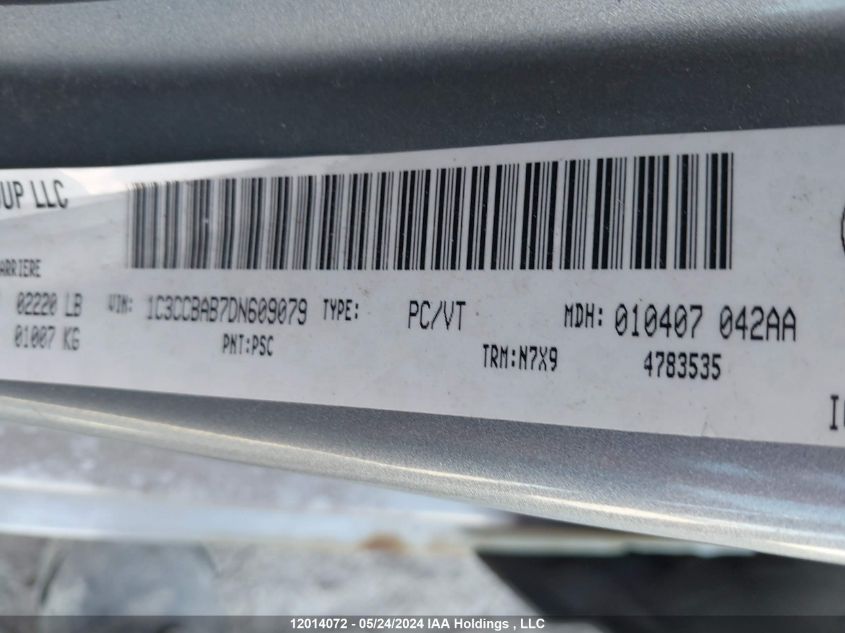 OUP LLC
ARRIERE
02220 LB VIN: 1C3CCBAB7DN609079 TYPE: PC/VT MDH: 010407 042AA
01007 KG PNT:PSC TRM:N7X9 4783535
12014072 - 05/24/2024 IAA Holdings , LLC